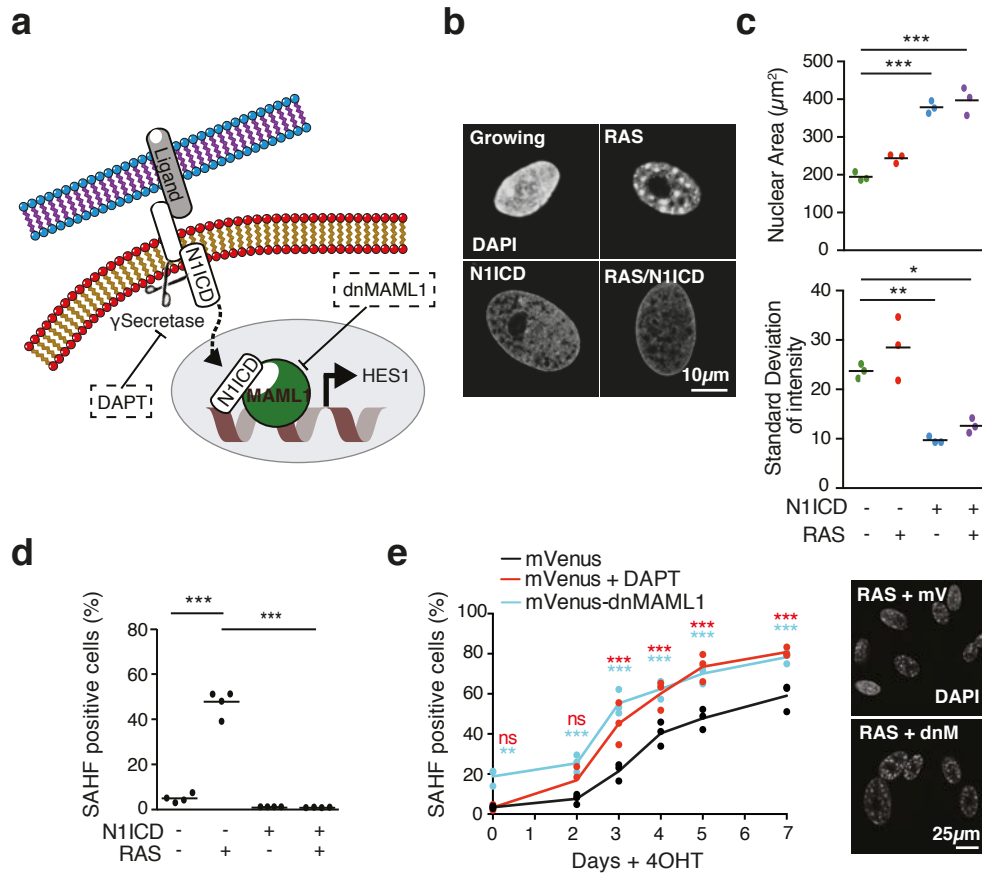 a
Ligand
N1ICD
γSecretase
DAPT
dnMAML1
N1ICD
MAML1
HES1
b
Growing
RAS
DAPI
N1ICD
RAS/N1ICD
10µm
c
***
***
500
400
300
200
100
0
Nuclear Area (µm²)
*
**
40
30
20
10
0
Standard Deviation
of intensity
N1ICD - - + +
RAS - + - +
d
SAHF positive cells (%)
***
***
80
60
40
20
0
N1ICD - - + +
RAS - + - +
e
mVenus
mVenus + DAPT
mVenus-dnMAML1
SAHF positive cells (%)
100
80
60
40
20
0
ns
**
ns
***
***
***
***
***
***
***
***
***
0 2 3 4 5 7
Days + 4OHT
RAS + mV
DAPI
RAS + dnM
25µm